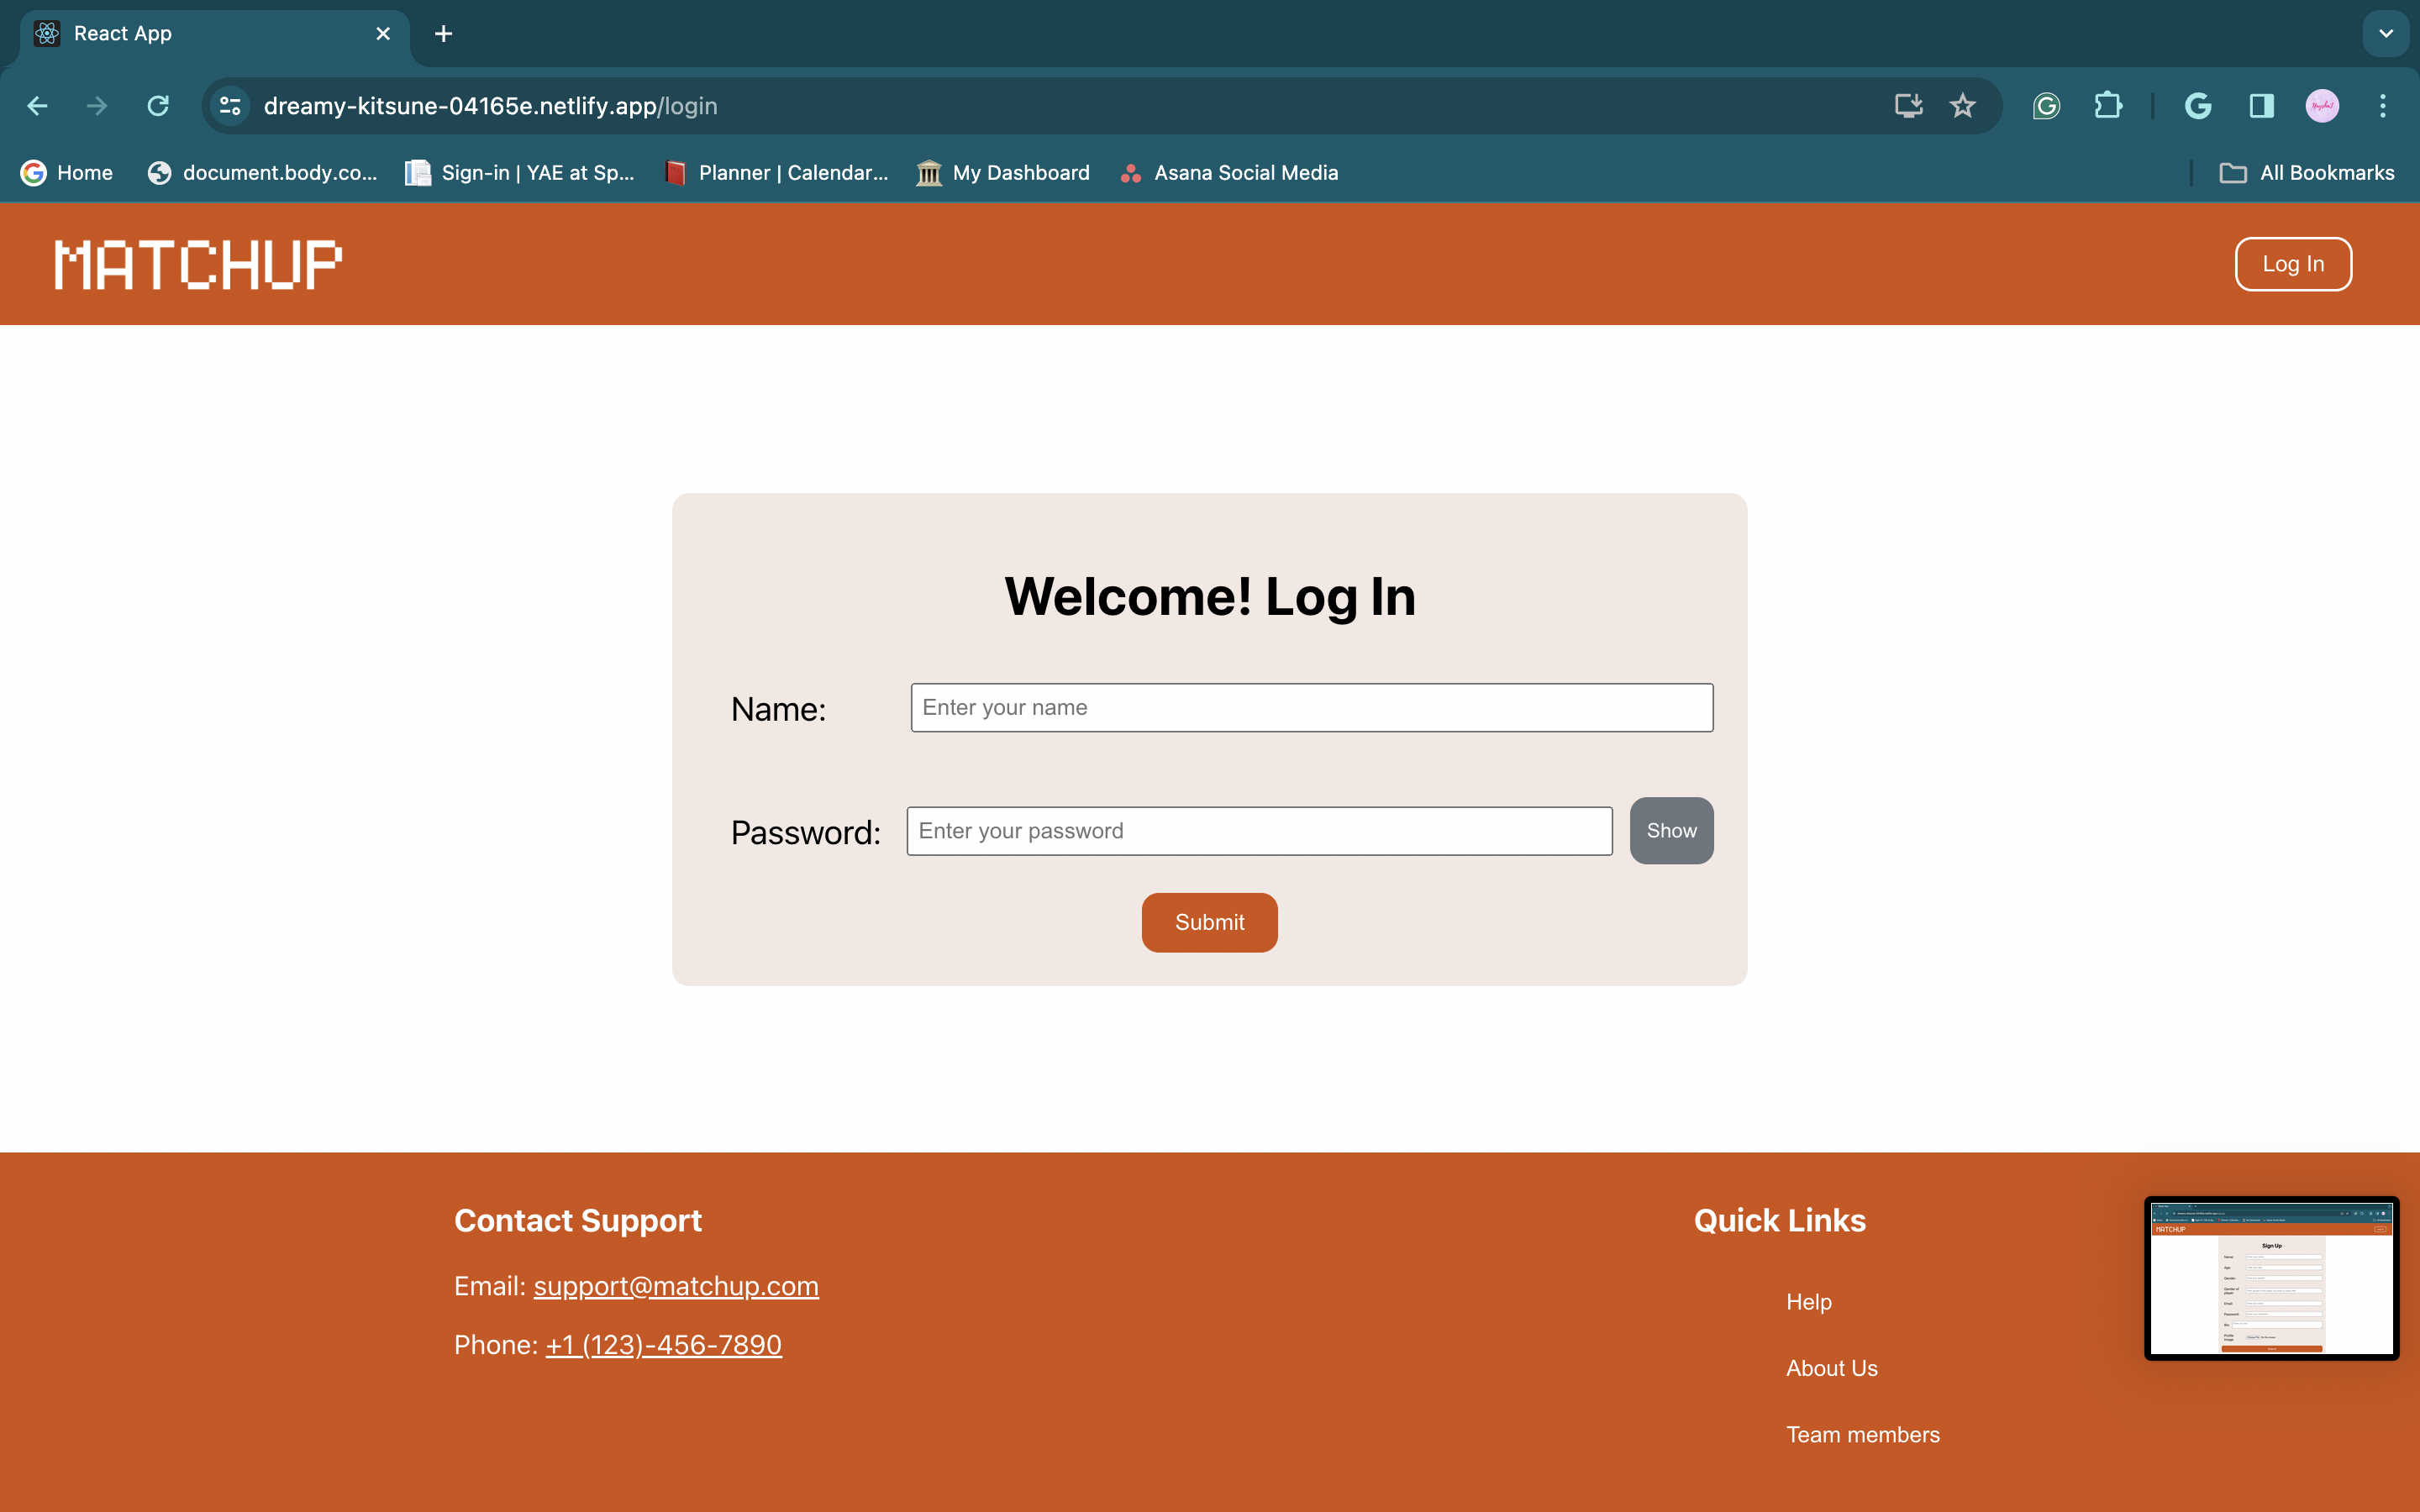 React App
dreamy-kitsune-04165e.netlify.app/login
Home document.body.co... Sign-in | YAE at Sp... Planner | Calendar... My Dashboard Asana Social Media All Bookmarks
MATCHUP Log In
Welcome! Log In
Name: Enter your name
Password: Enter your password Show
Submit
Contact Support
Email: support@matchup.com
Phone: +1 (123)-456-7890
Quick Links
Help
About Us
Team members
MATCHUP
Sign Up